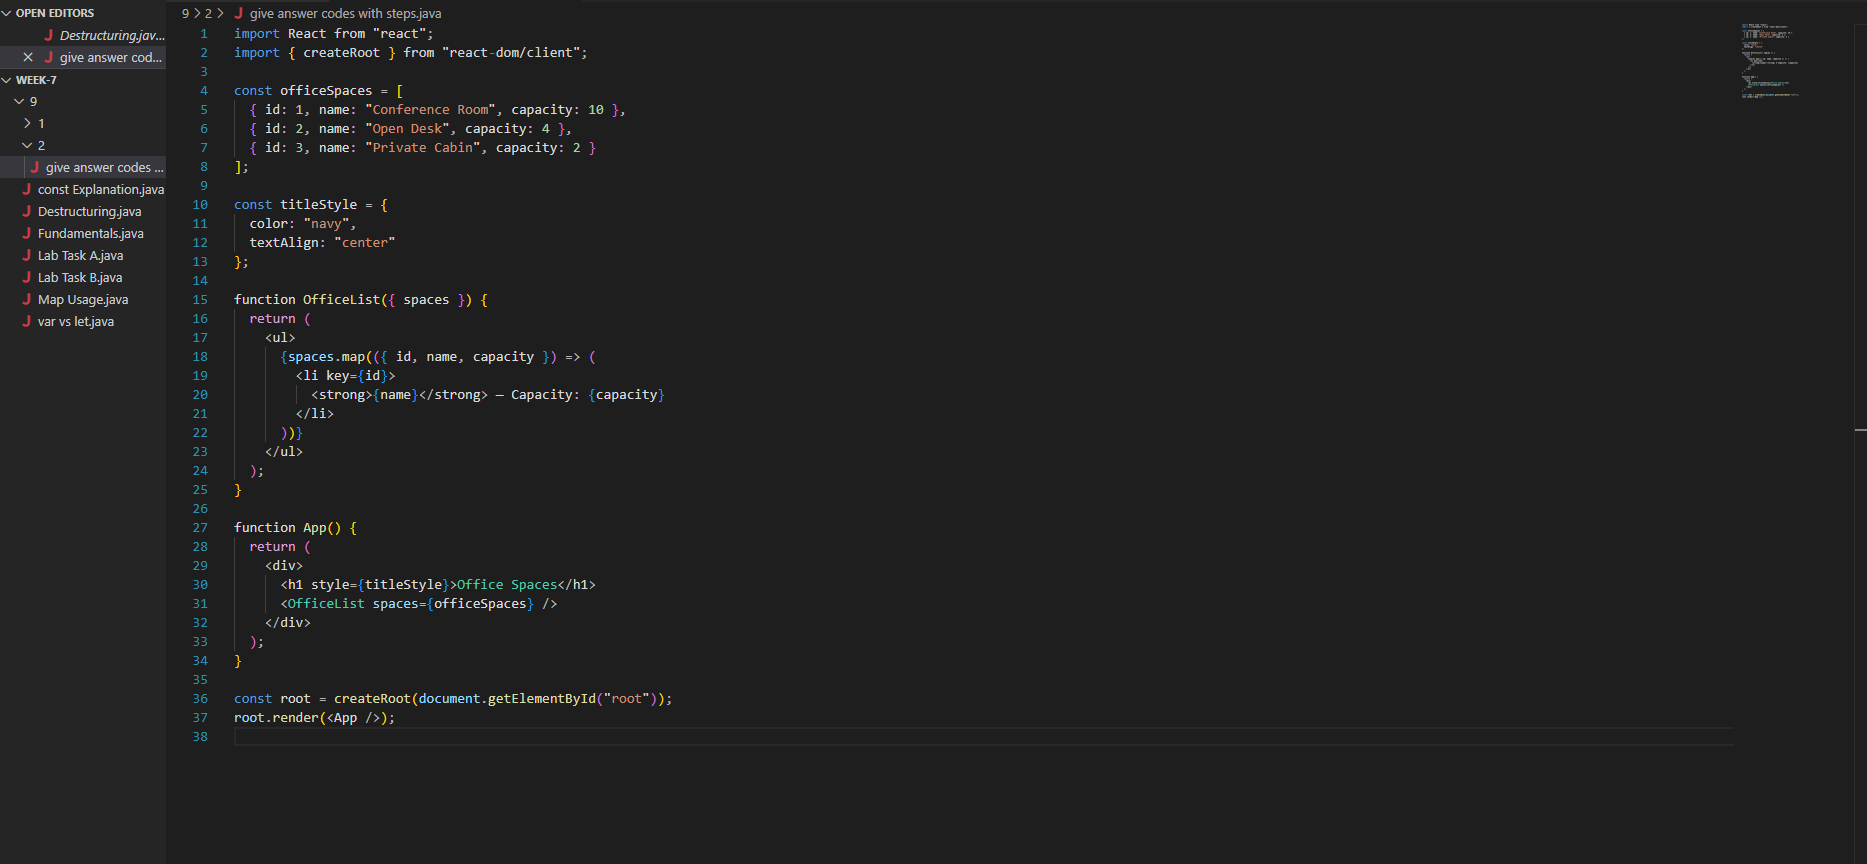 OPEN EDITORS
Destructuring.jav...
give answer cod...
WEEK-7
9
1
2
give answer codes ...
const Explanation.java
Destructuring.java
Fundamentals.java
Lab Task A.java
Lab Task B.java
Map Usage.java
var vs let.java
9 > 2 > give answer codes with steps.java
1 import React from "react";
2 import { createRoot } from "react-dom/client";
3
4 const officeSpaces = [
5   { id: 1, name: "Conference Room", capacity: 10 },
6   { id: 2, name: "Open Desk", capacity: 4 },
7   { id: 3, name: "Private Cabin", capacity: 2 }
8 ];
9
10 const titleStyle = {
11   color: "navy",
12   textAlign: "center"
13 };
14
15 function OfficeList({ spaces }) {
16   return (
17     <ul>
18       {spaces.map(({ id, name, capacity }) => (
19         <li key={id}>
20           <strong>{name}</strong> — Capacity: {capacity}
21         </li>
22       ))}
23     </ul>
24   );
25 }
26
27 function App() {
28   return (
29     <div>
30       <h1 style={titleStyle}>Office Spaces</h1>
31       <OfficeList spaces={officeSpaces} />
32     </div>
33   );
34 }
35
36 const root = createRoot(document.getElementById("root"));
37 root.render(<App />);
38